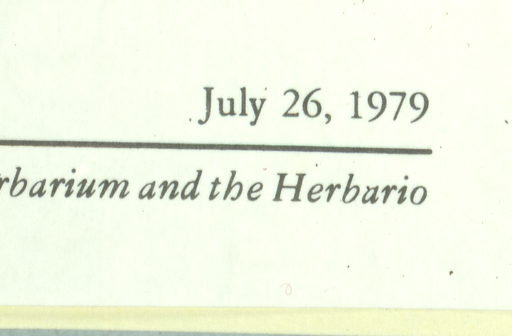 July 26, 1979
rbarium and the Herbario